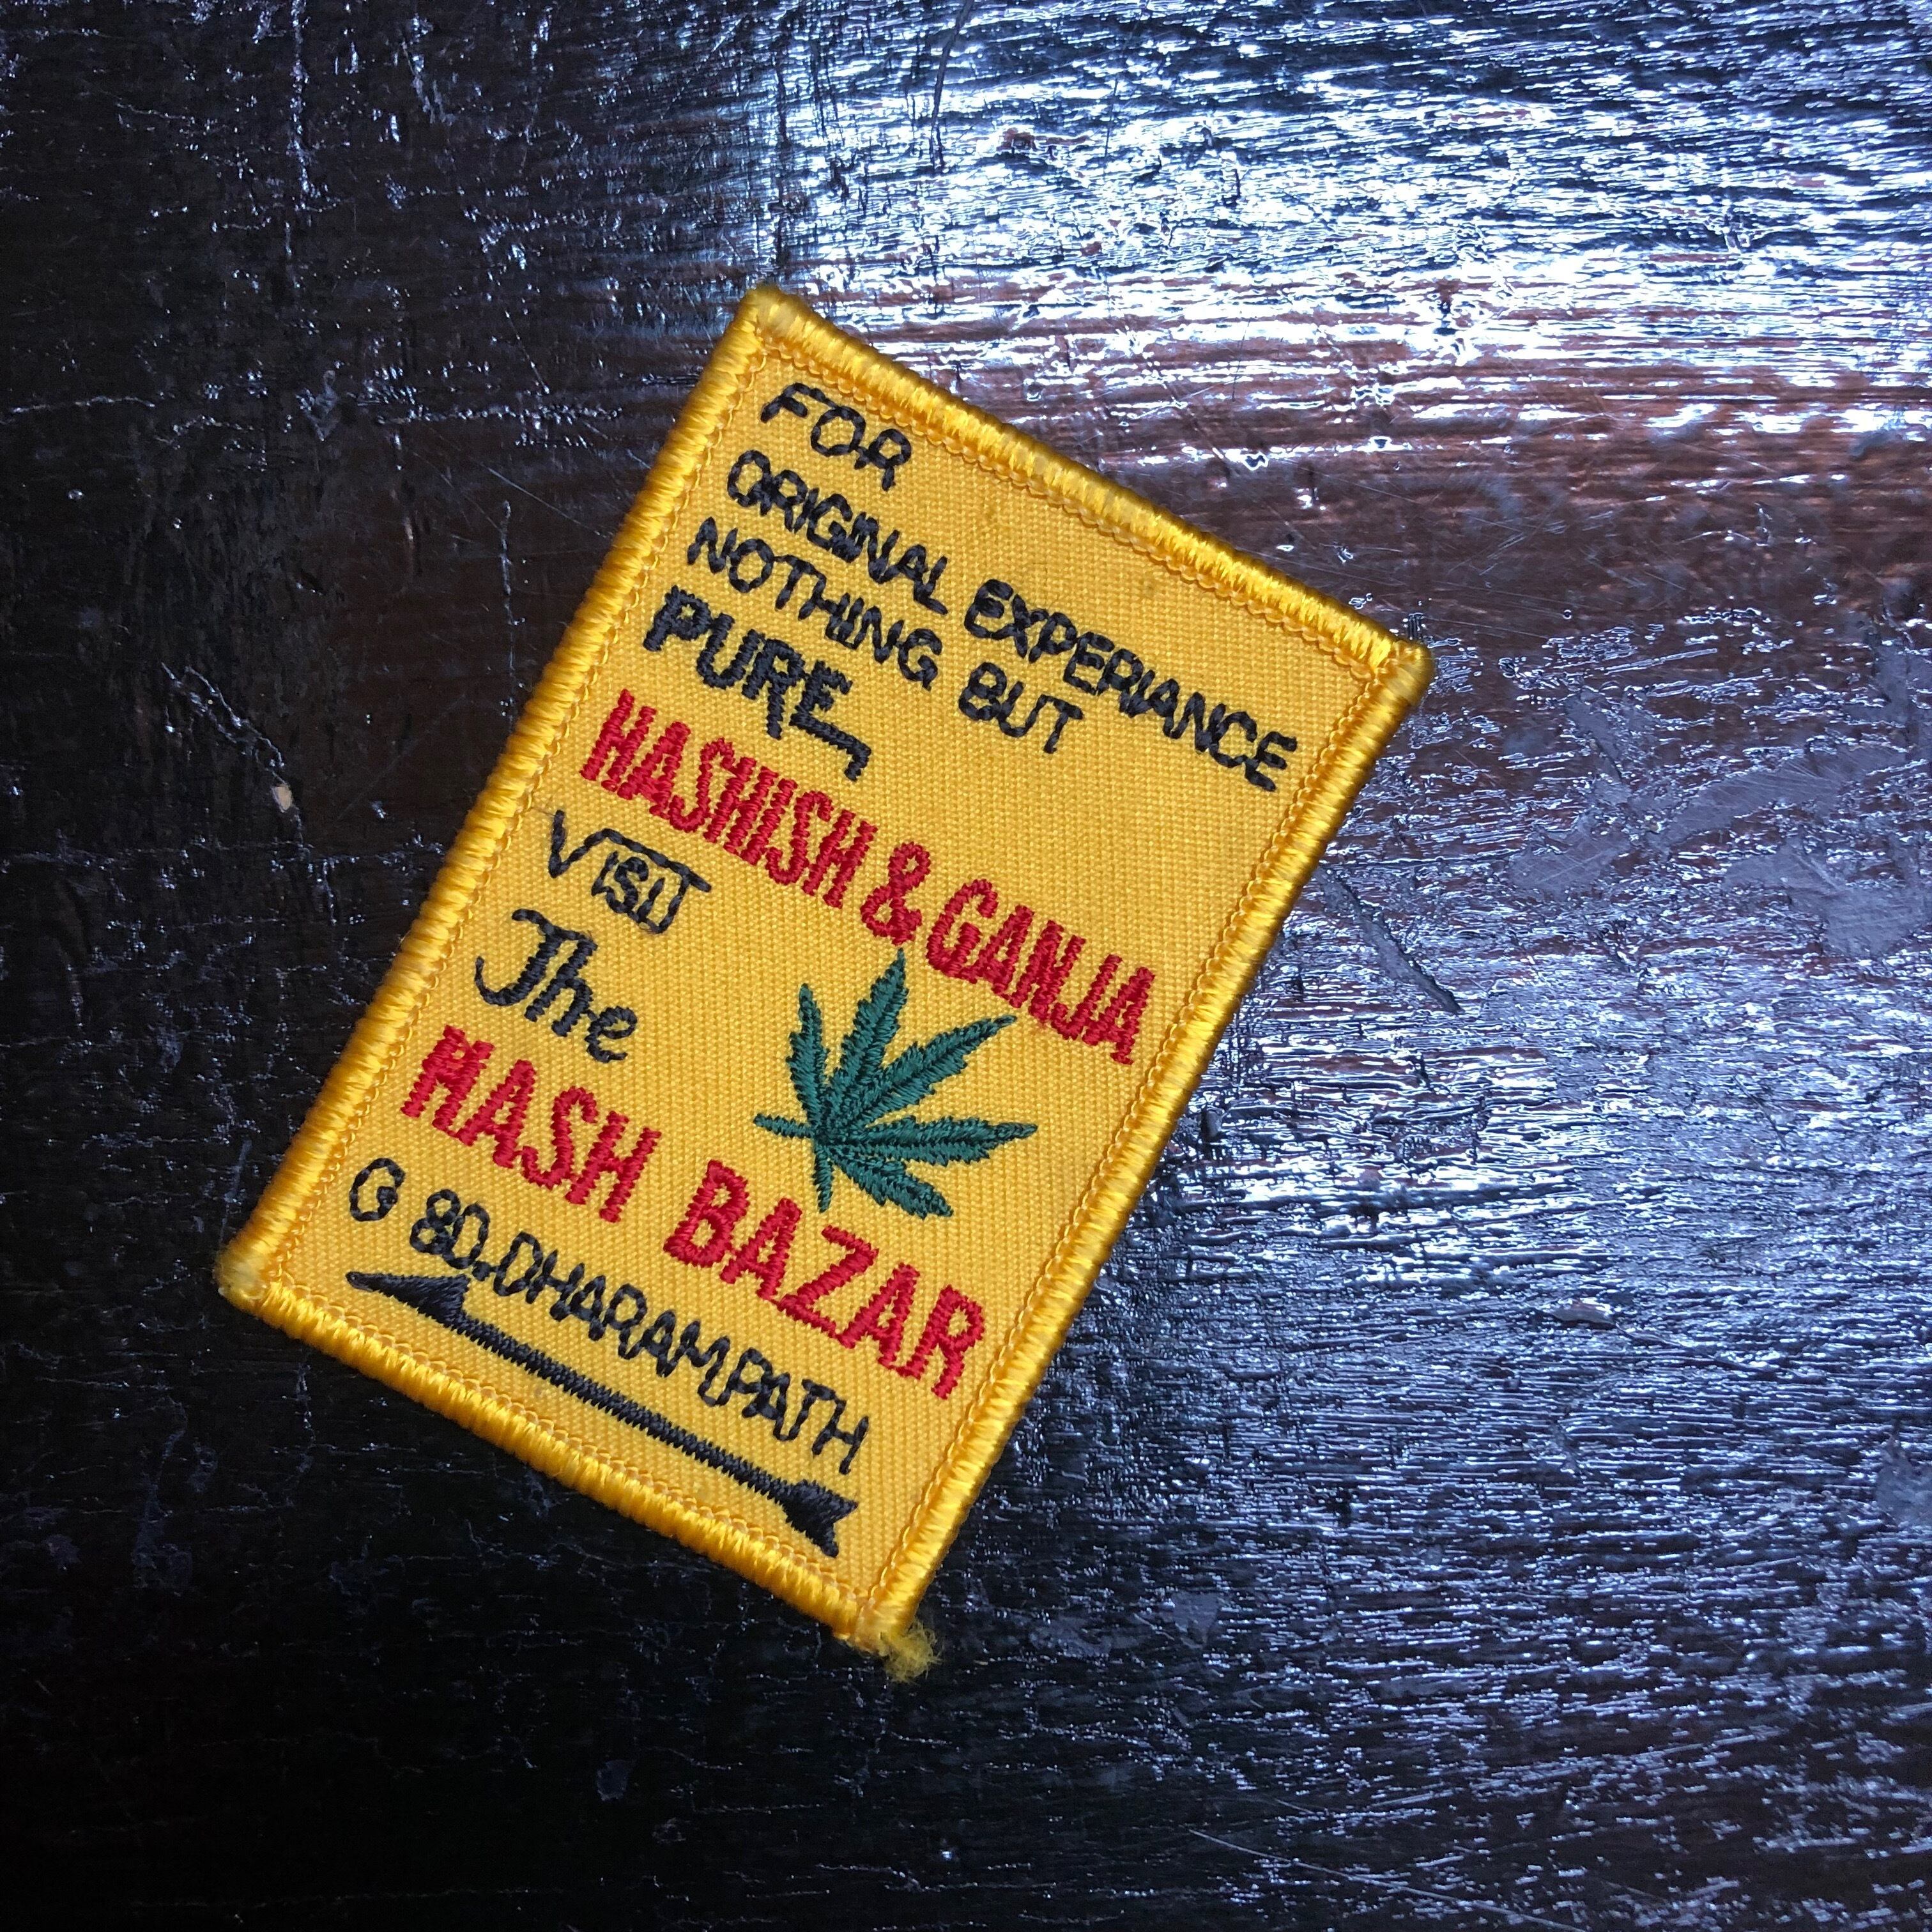 FOR
ORIGINAL EXPERIANCE
NOTHING BUT
PURE,
HASHISH & GANJA
VISIT
The
HASH BAZAR
G 80,DHARAMPATH